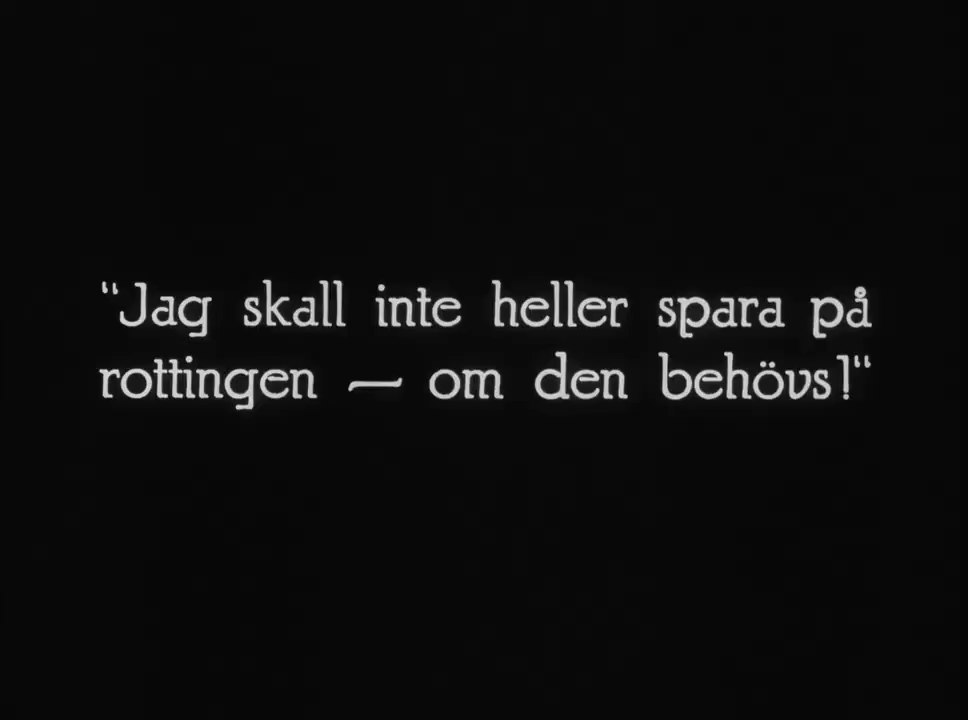 "Jag skall inte heller spara på
rottingen — om den behövs!"